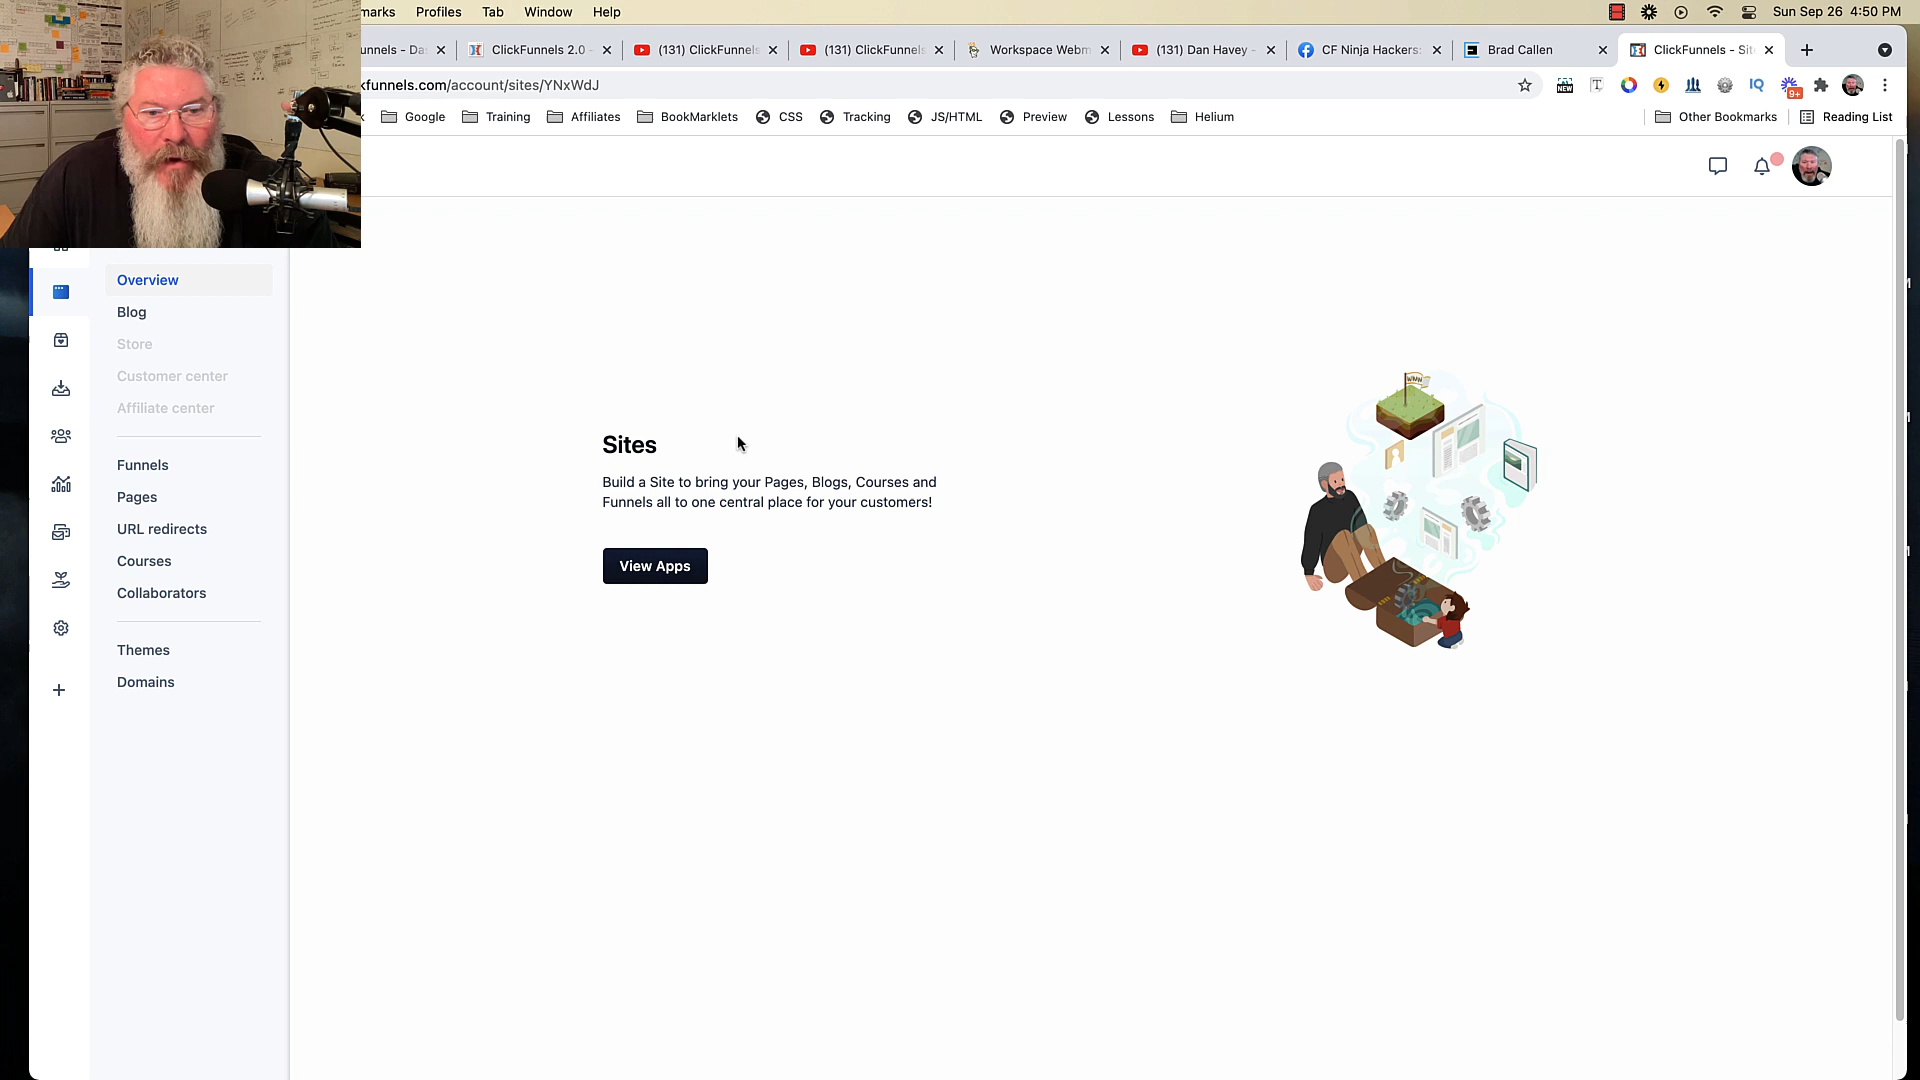 marks Profiles Tab Window Help Sun Sep 26 4:50 PM
unnels - Da ClickFunnels 2.0 - (131) ClickFunnels (131) ClickFunnels Workspace Webm (131) Dan Havey - CF Ninja Hackers: Brad Callen ClickFunnels - Sit
kfunnels.com/account/sites/YNxWdJ NEW T IQ 9+
Google Training Affiliates BookMarklets CSS Tracking JS/HTML Preview Lessons Helium Other Bookmarks Reading List
Overview
Blog
Store
Customer center
Affiliate center
Funnels
Pages
URL redirects
Courses
Collaborators
Themes
Domains
Sites
Build a Site to bring your Pages, Blogs, Courses and
Funnels all to one central place for your customers!
View Apps
WWW